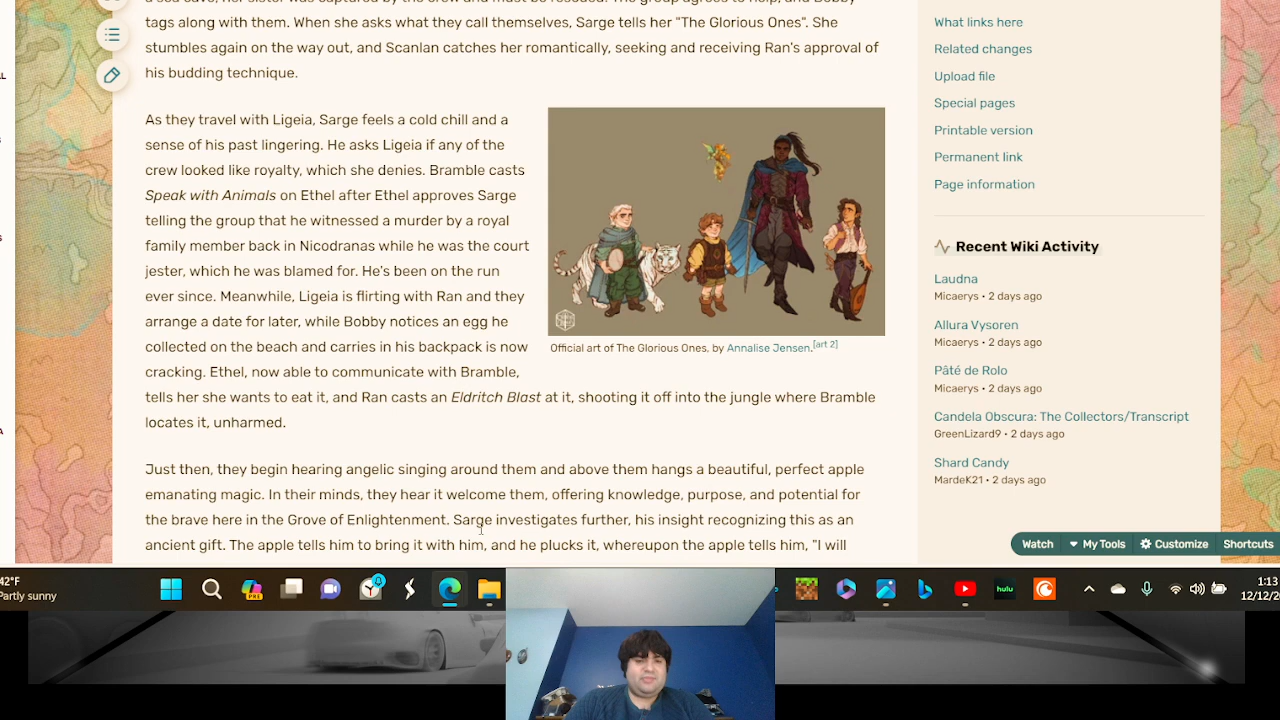 a sea cave, her sister was captured by the crew and must be rescued. The group agrees to help, and Bobby
tags along with them. When she asks what they call themselves, Sarge tells her "The Glorious Ones". She
stumbles again on the way out, and Scanlan catches her romantically, seeking and receiving Ran's approval of
his budding technique.
As they travel with Ligeia, Sarge feels a cold chill and a
sense of his past lingering. He asks Ligeia if any of the
crew looked like royalty, which she denies. Bramble casts
Speak with Animals on Ethel after Ethel approves Sarge
telling the group that he witnessed a murder by a royal
family member back in Nicodranas while he was the court
jester, which he was blamed for. He's been on the run
ever since. Meanwhile, Ligeia is flirting with Ran and they
arrange a date for later, while Bobby notices an egg he
collected on the beach and carries in his backpack is now
cracking. Ethel, now able to communicate with Bramble,
tells her she wants to eat it, and Ran casts an Eldritch Blast at it, shooting it off into the jungle where Bramble
locates it, unharmed.
Official art of The Glorious Ones, by Annalise Jensen.[art 2]
Just then, they begin hearing angelic singing around them and above them hangs a beautiful, perfect apple
emanating magic. In their minds, they hear it welcome them, offering knowledge, purpose, and potential for
the brave here in the Grove of Enlightenment. Sarge investigates further, his insight recognizing this as an
ancient gift. The apple tells him to bring it with him, and he plucks it, whereupon the apple tells him, "I will
What links here
Related changes
Upload file
Special pages
Printable version
Permanent link
Page information
Recent Wiki Activity
Laudna
Micaerys • 2 days ago
Allura Vysoren
Micaerys • 2 days ago
Pâté de Rolo
Micaerys • 2 days ago
Candela Obscura: The Collectors/Transcript
GreenLizard9 • 2 days ago
Shard Candy
MardeK21 • 2 days ago
Watch
My Tools
Customize
Shortcuts
42°F
Partly sunny
PRE
hulu
1:13
12/12/2